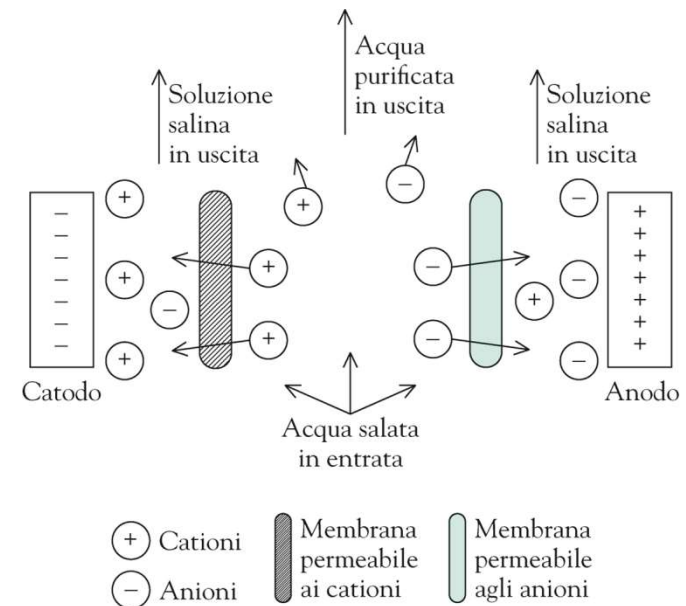 Acqua
purificata
in uscita
Soluzione
salina
in uscita
Soluzione
salina
in uscita
Catodo
Anodo
Acqua salata
in entrata
+ Cationi
− Anioni
Membrana
permeabile
ai cationi
Membrana
permeabile
agli anioni